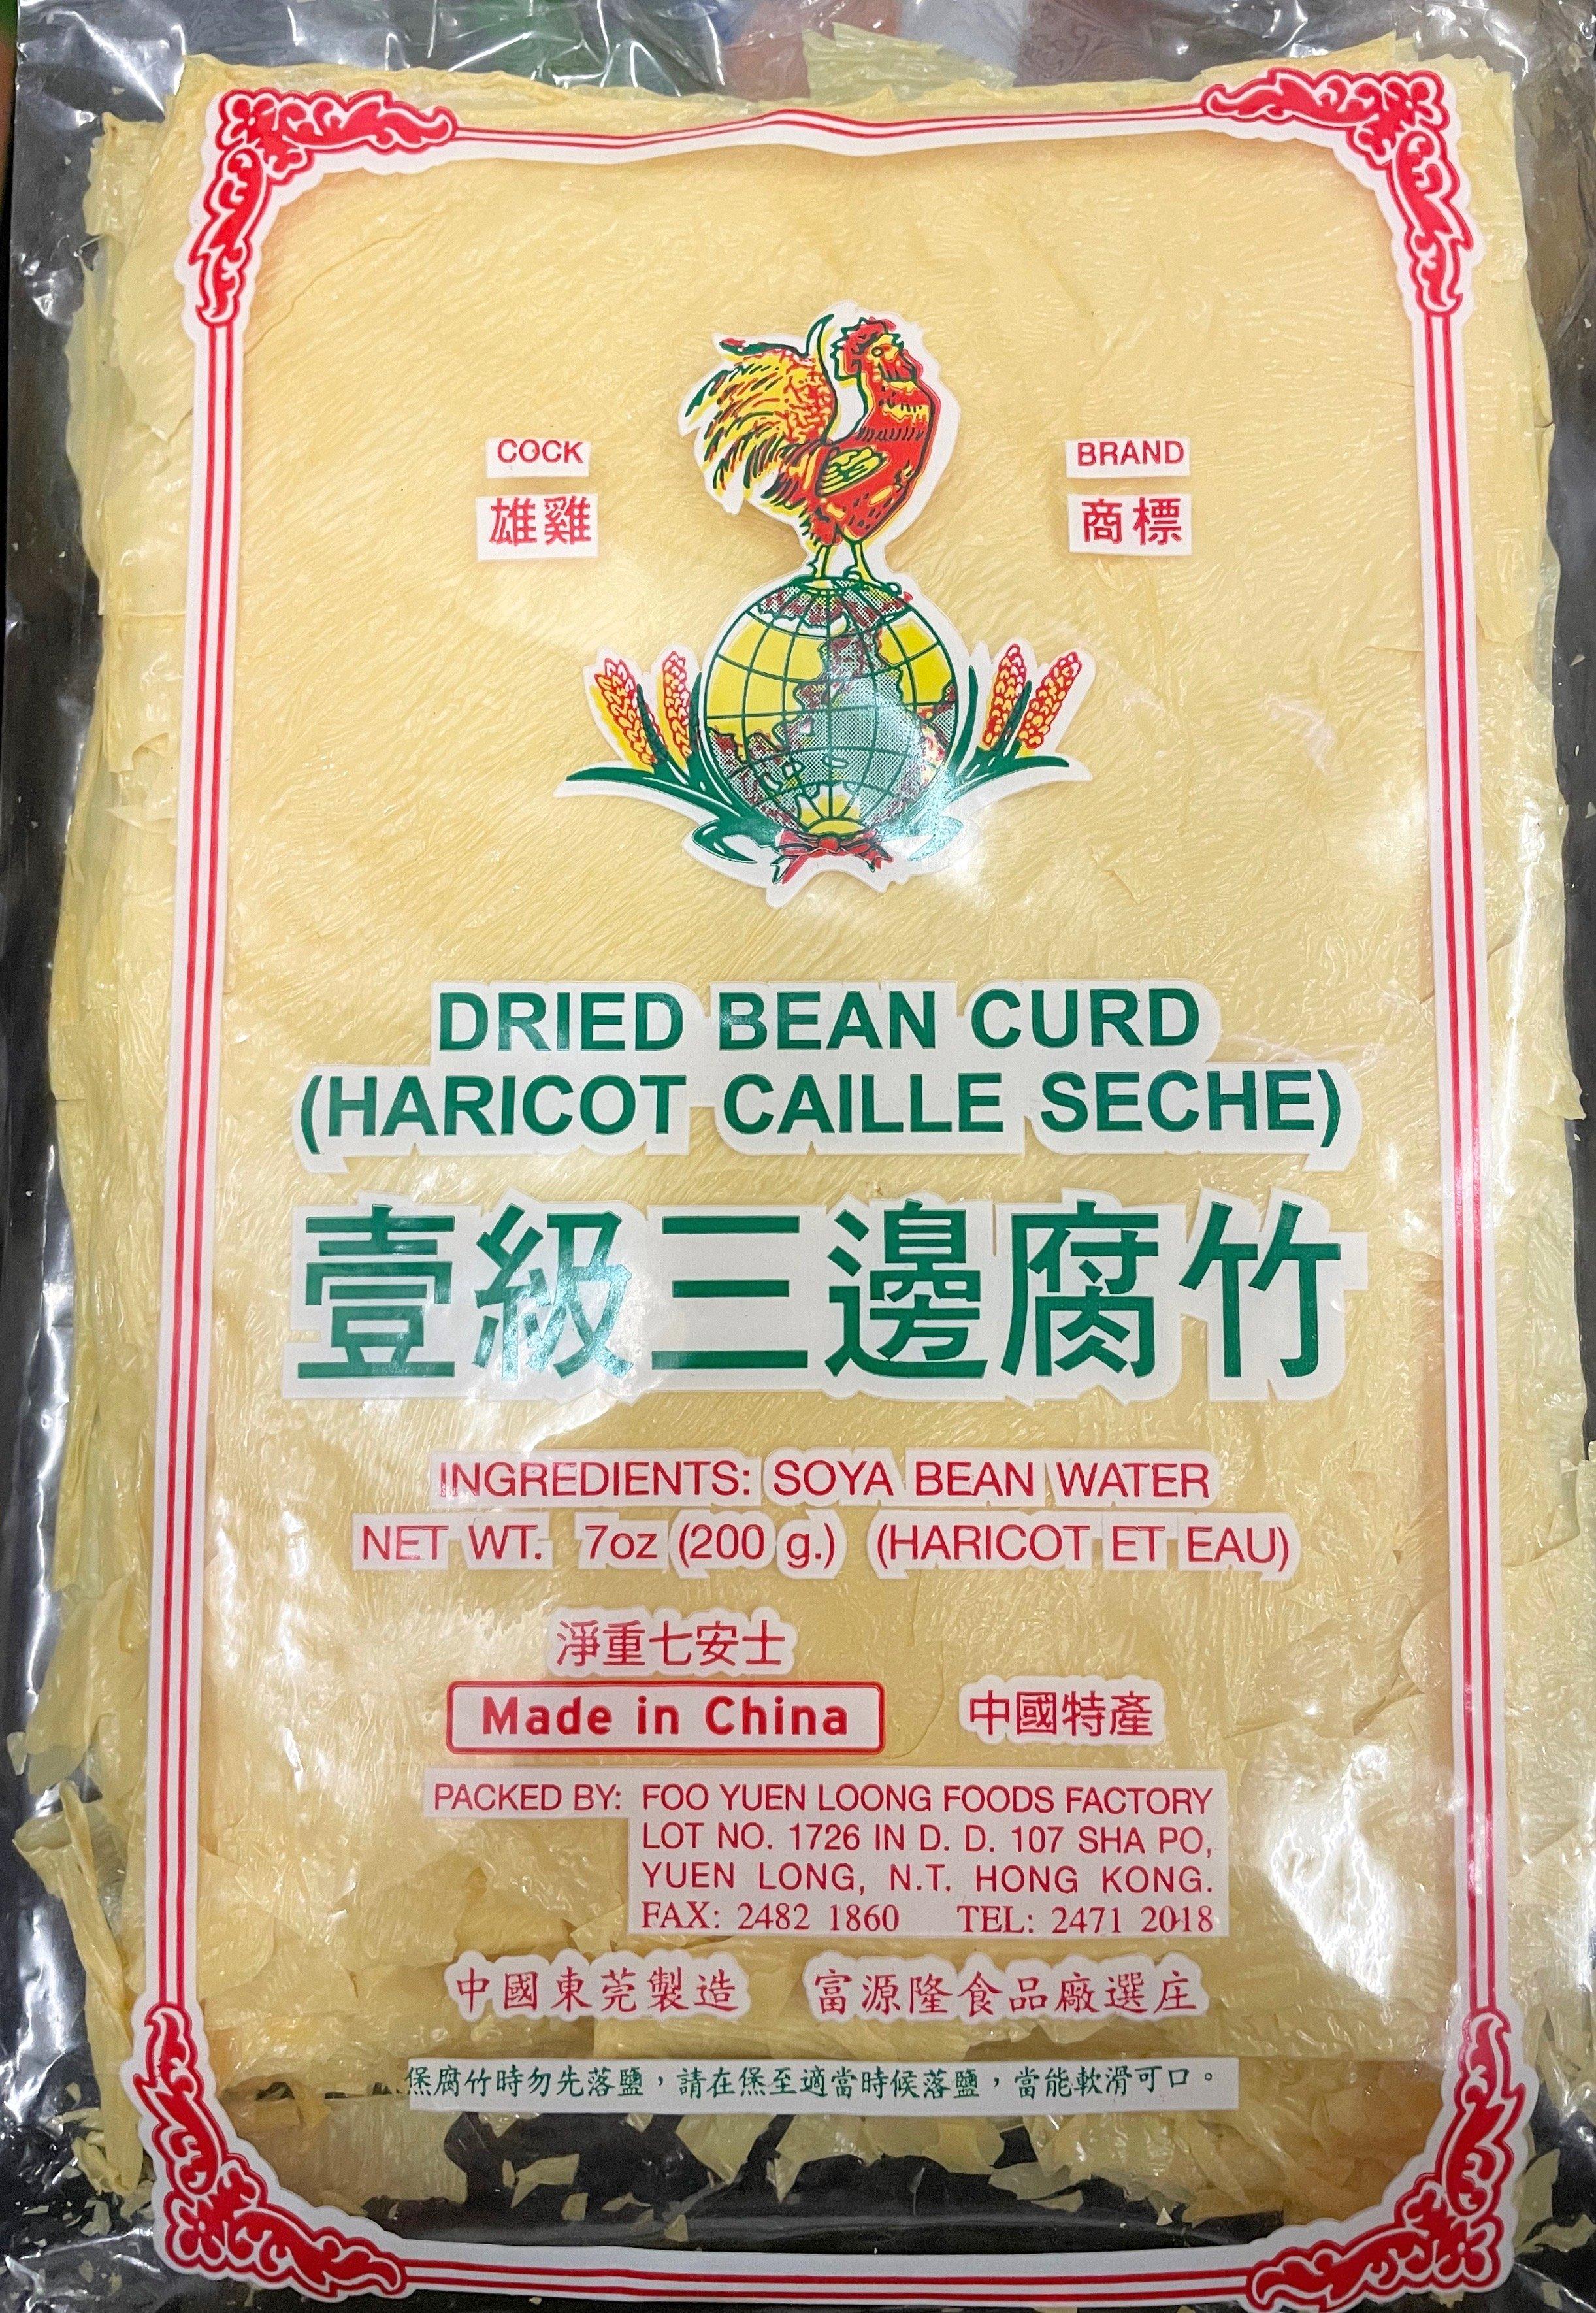 COCK
BRAND
雄雞
商標
DRIED BEAN CURD
(HARICOT CAILLE SECHE)
壹級三邊腐竹
INGREDIENTS: SOYA BEAN WATER
NET WT. 7oz (200 g.) (HARICOT ET EAU)
淨重七安士
Made in China
中國特產
PACKED BY: FOO YUEN LOONG FOODS FACTORY
LOT NO. 1726 IN D. D. 107 SHA PO,
YUEN LONG, N.T. HONG KONG.
FAX: 2482 1860 TEL: 2471 2018
中國東莞製造 富源隆食品廠選庄
煲腐竹時勿先落鹽，請在煲至適當時候落鹽，當能軟滑可口。